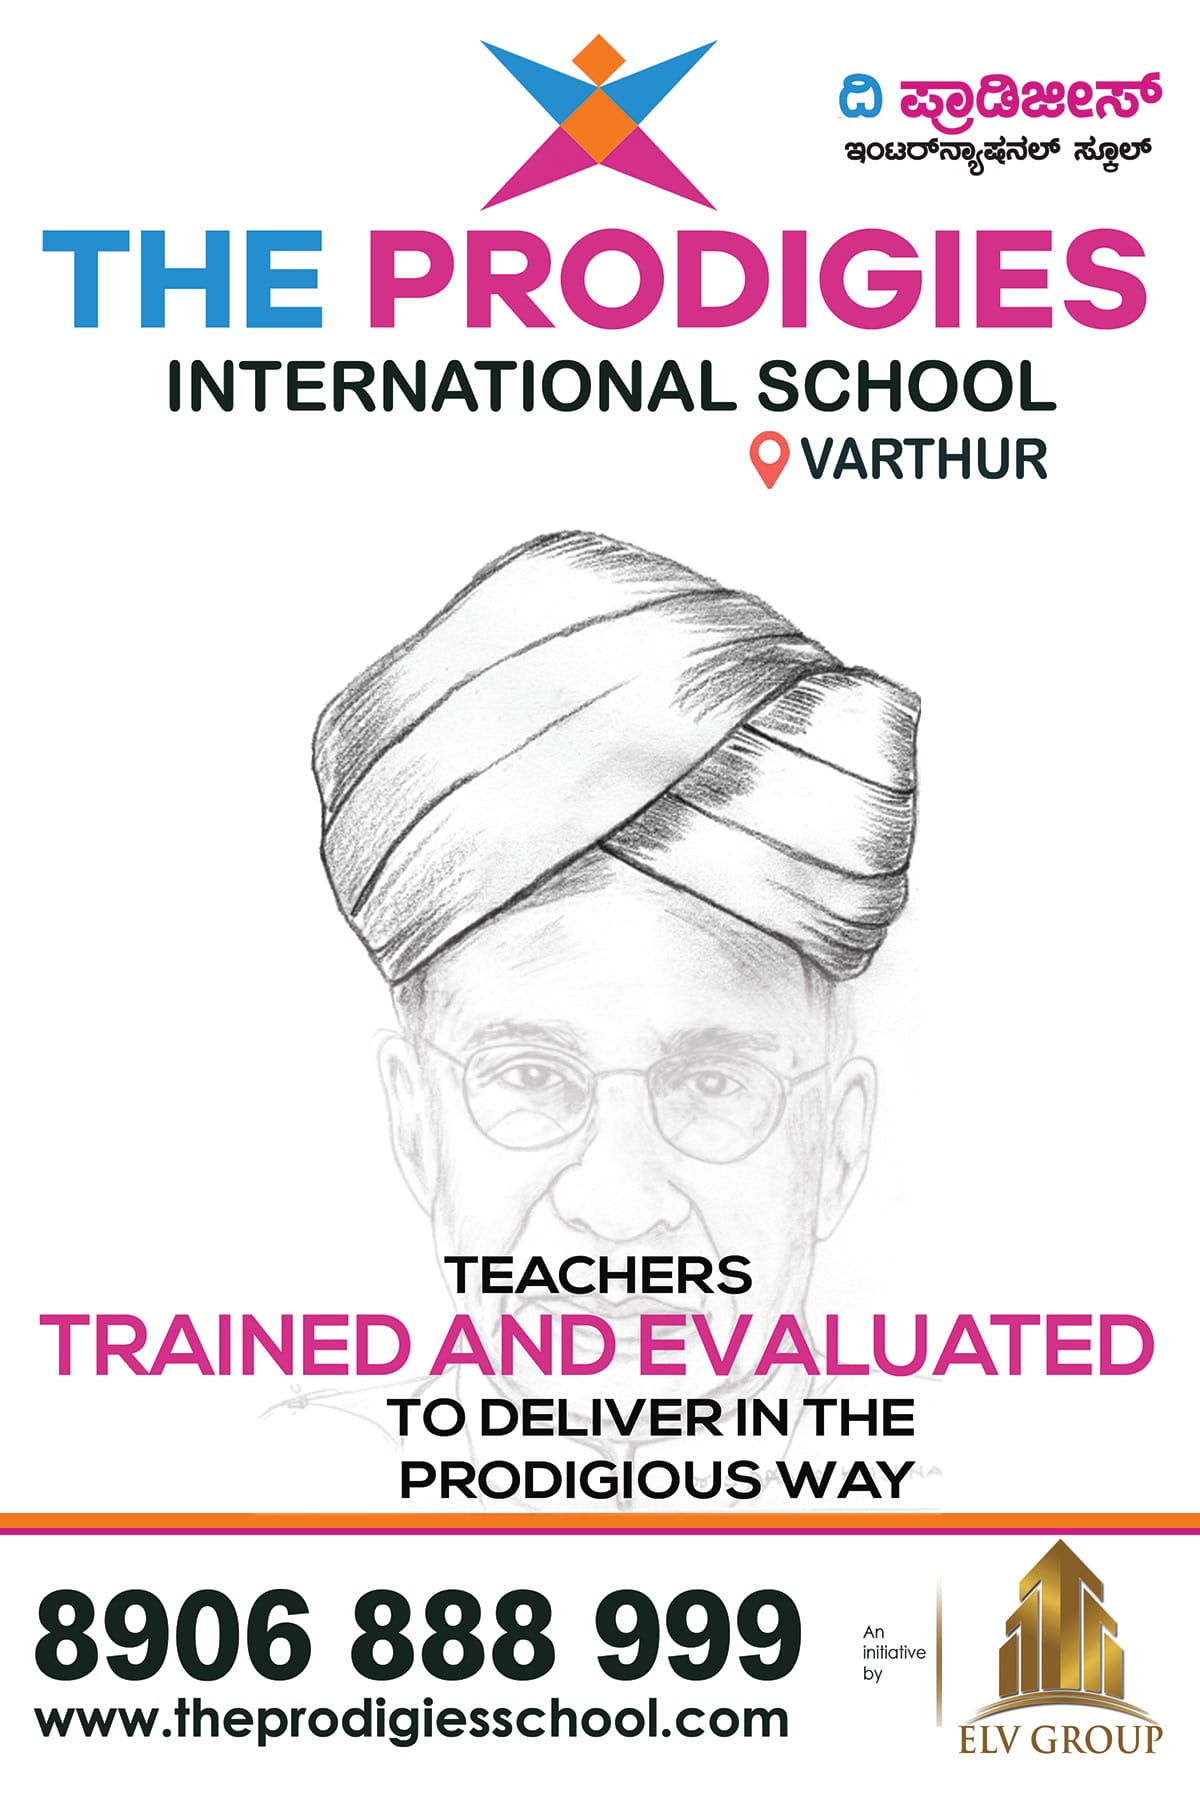 ದಿ ಪ್ರಾಡಿಜೀಸ್
ಇಂಟರ್‌ನ್ಯಾಷನಲ್ ಸ್ಕೂಲ್
THE PRODIGIES
INTERNATIONAL SCHOOL
VARTHUR
TEACHERS
TRAINED AND EVALUATED
TO DELIVER IN THE
PRODIGIOUS WAY
8906 888 999
www.theprodigiesschool.com
An
initiative
by
ELV GROUP